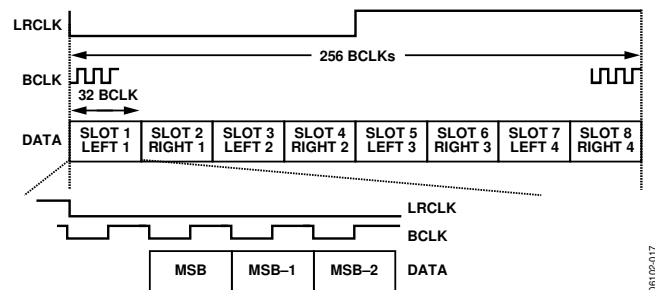 LRCLK
256 BCLKs
BCLK
32 BCLK
DATA
SLOT 1 LEFT 1
SLOT 2 RIGHT 1
SLOT 3 LEFT 2
SLOT 4 RIGHT 2
SLOT 5 LEFT 3
SLOT 6 RIGHT 3
SLOT 7 LEFT 4
SLOT 8 RIGHT 4
LRCLK
BCLK
MSB
MSB–1
MSB–2
DATA
06102-017